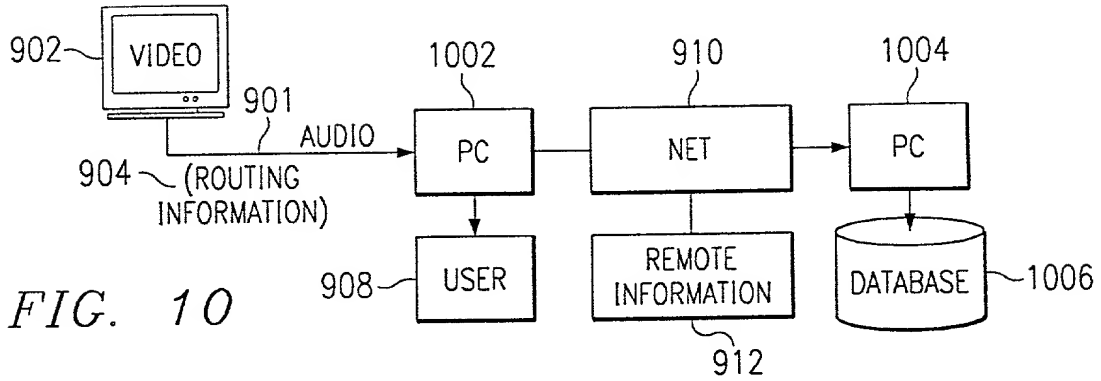 902
VIDEO
1002
910
1004
901
AUDIO
PC
NET
PC
904
(ROUTING
INFORMATION)
908
USER
REMOTE
INFORMATION
DATABASE
1006
912
FIG. 10